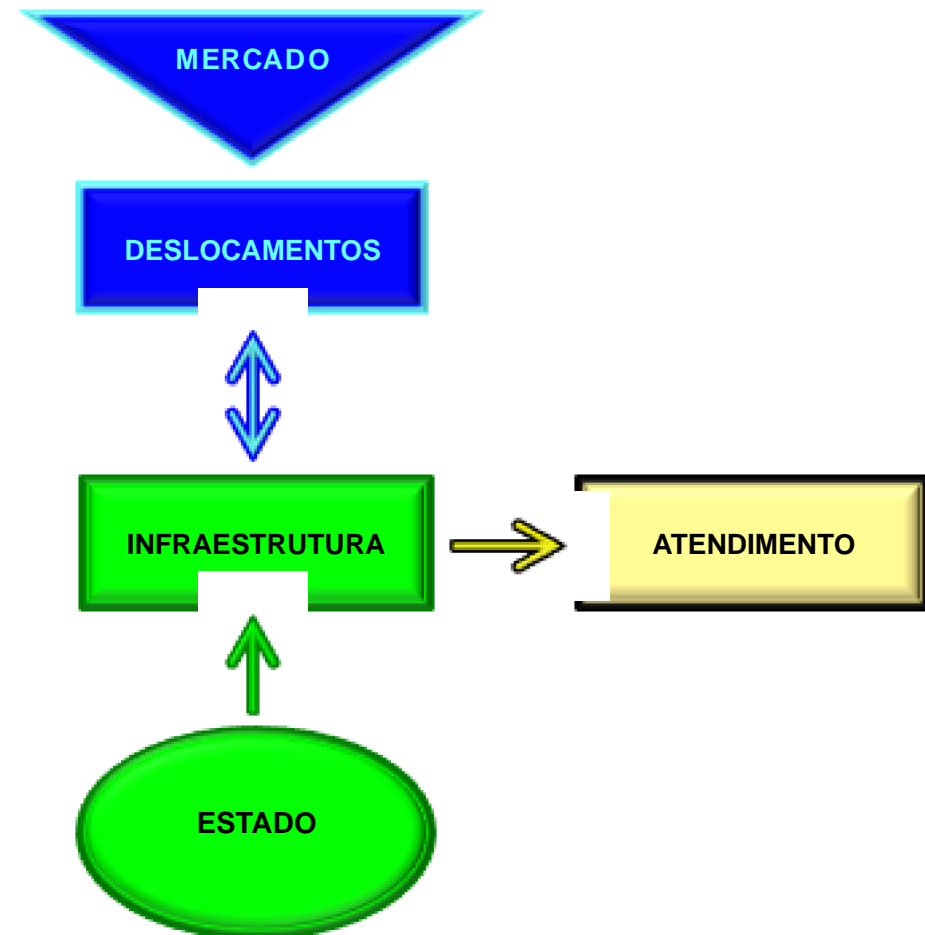 MERCADO
DESLOCAMENTOS
INFRAESTRUTURA
ATENDIMENTO
ESTADO